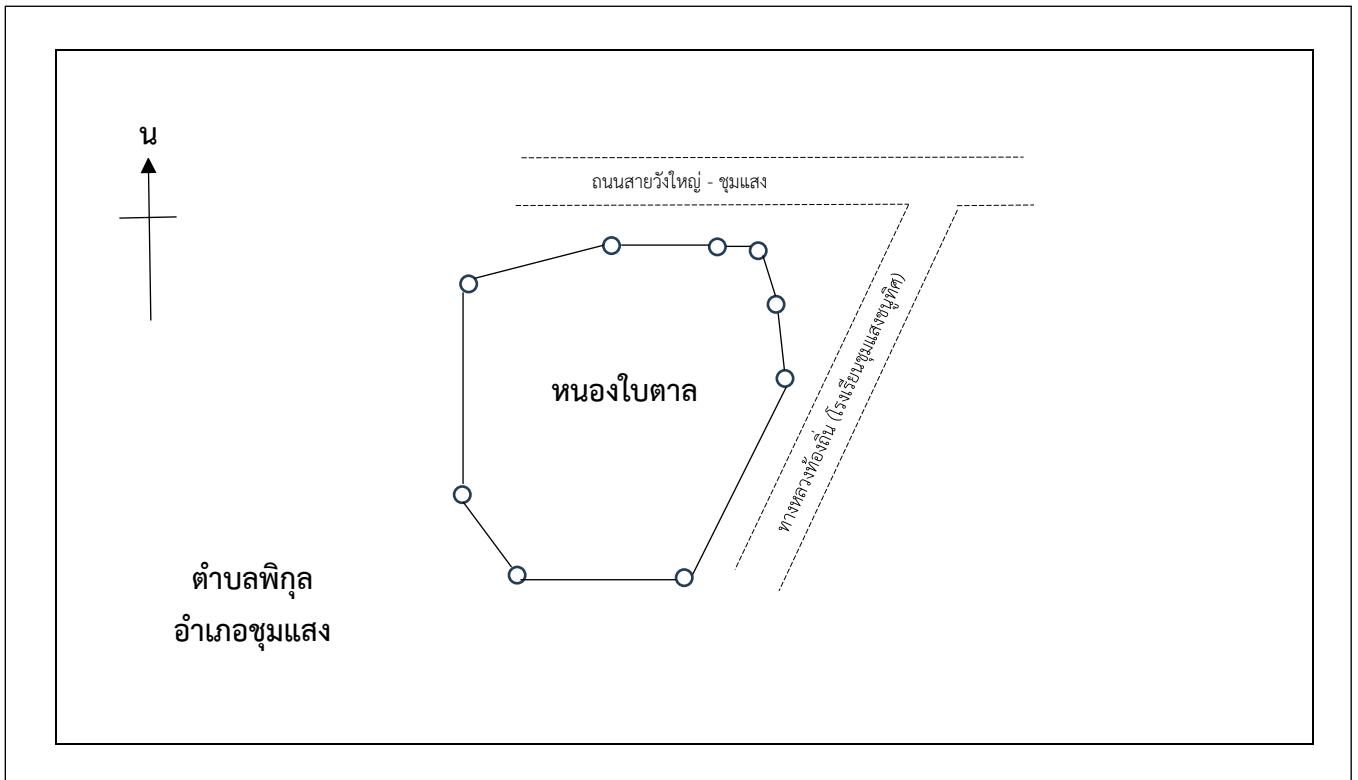 น
ถนนสายวังใหญ่ - ชุมแสง
ทางหลวงท้องถิ่น (โรงเรียนชุมแสงชนูทิศ)
หนองใบตาล
ตำบลพิกุล
อำเภอชุมแสง